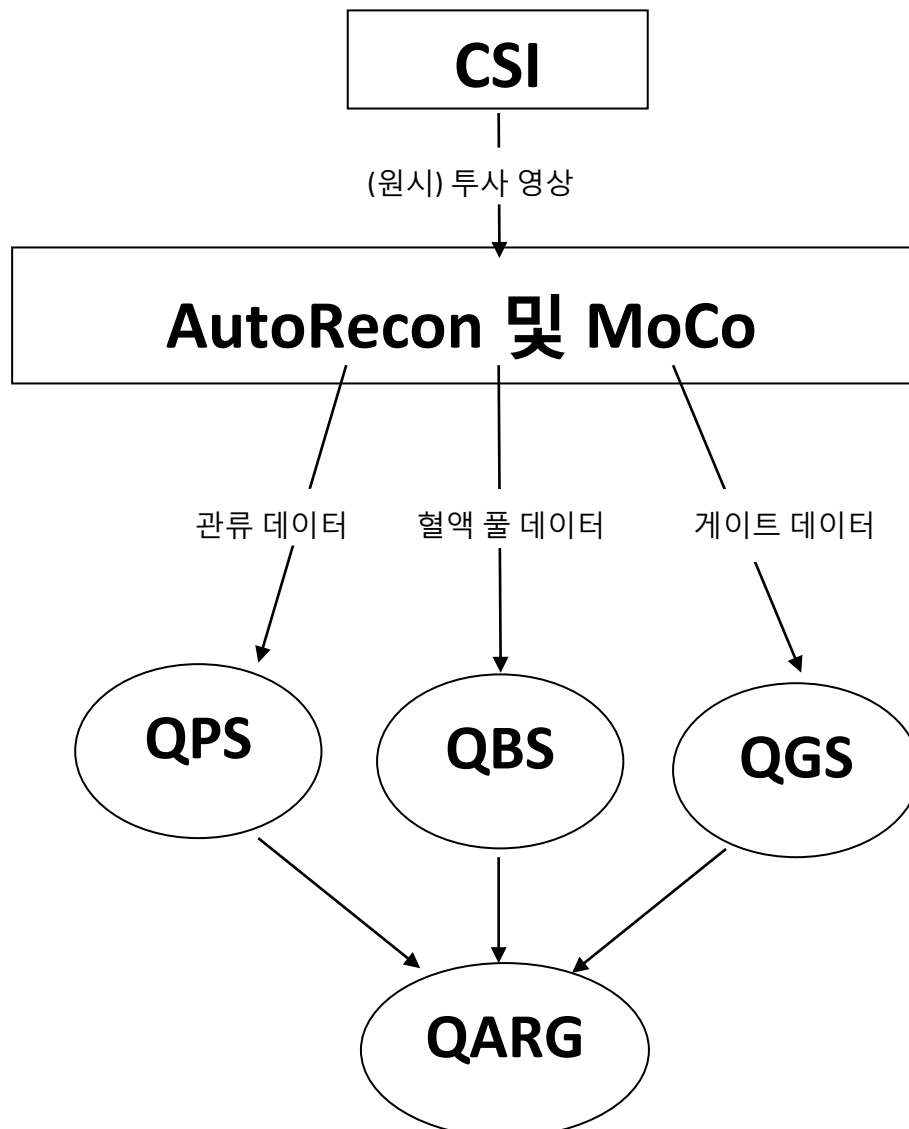 CSI
(원시) 투사 영상
AutoRecon 및 MoCo
관류 데이터
혈액 풀 데이터
게이트 데이터
QPS
QBS
QGS
QARG